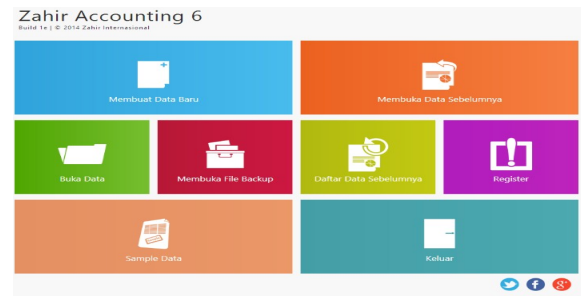 Zahir Accounting 6
Build 1e | © 2014 Zahir Internasional
Membuat Data Baru
Membuka Data Sebelumnya
Buka Data
Membuka File Backup
Daftar Data Sebelumnya
Register
Sample Data
Keluar